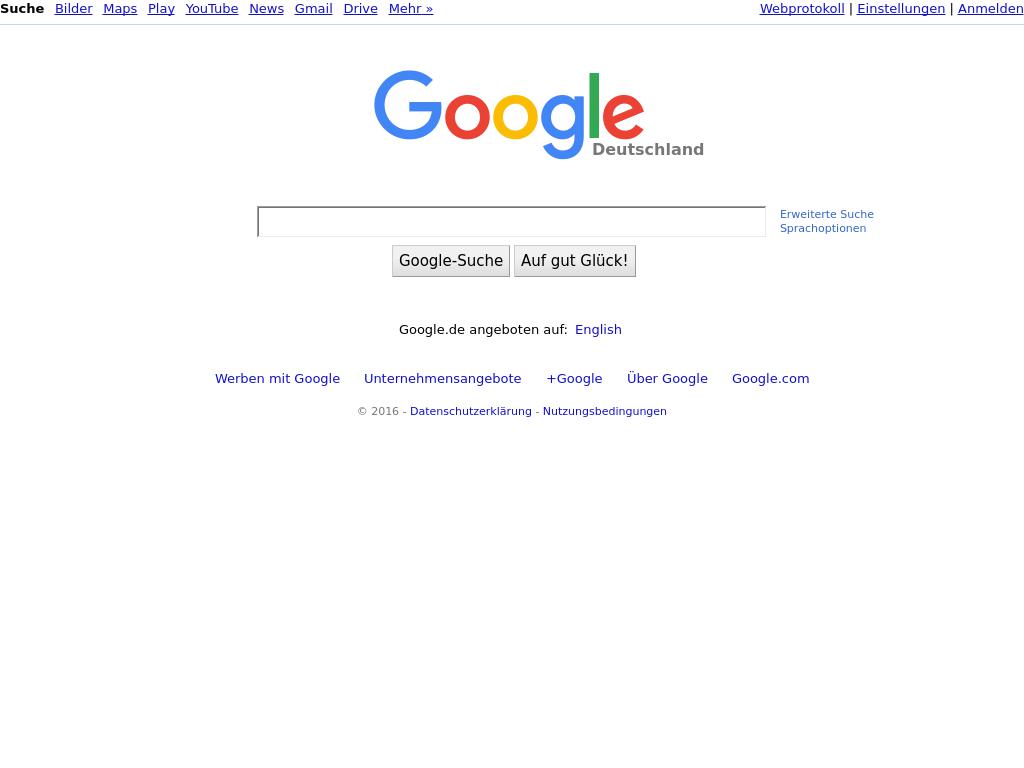 Suche Bilder Maps Play YouTube News Gmail Drive Mehr » Webprotokoll | Einstellungen | Anmelden
Google
Deutschland
Erweiterte Suche
Sprachoptionen
Google-Suche Auf gut Glück!
Google.de angeboten auf: English
Werben mit Google Unternehmensangebote +Google Über Google Google.com
© 2016 - Datenschutzerklärung - Nutzungsbedingungen